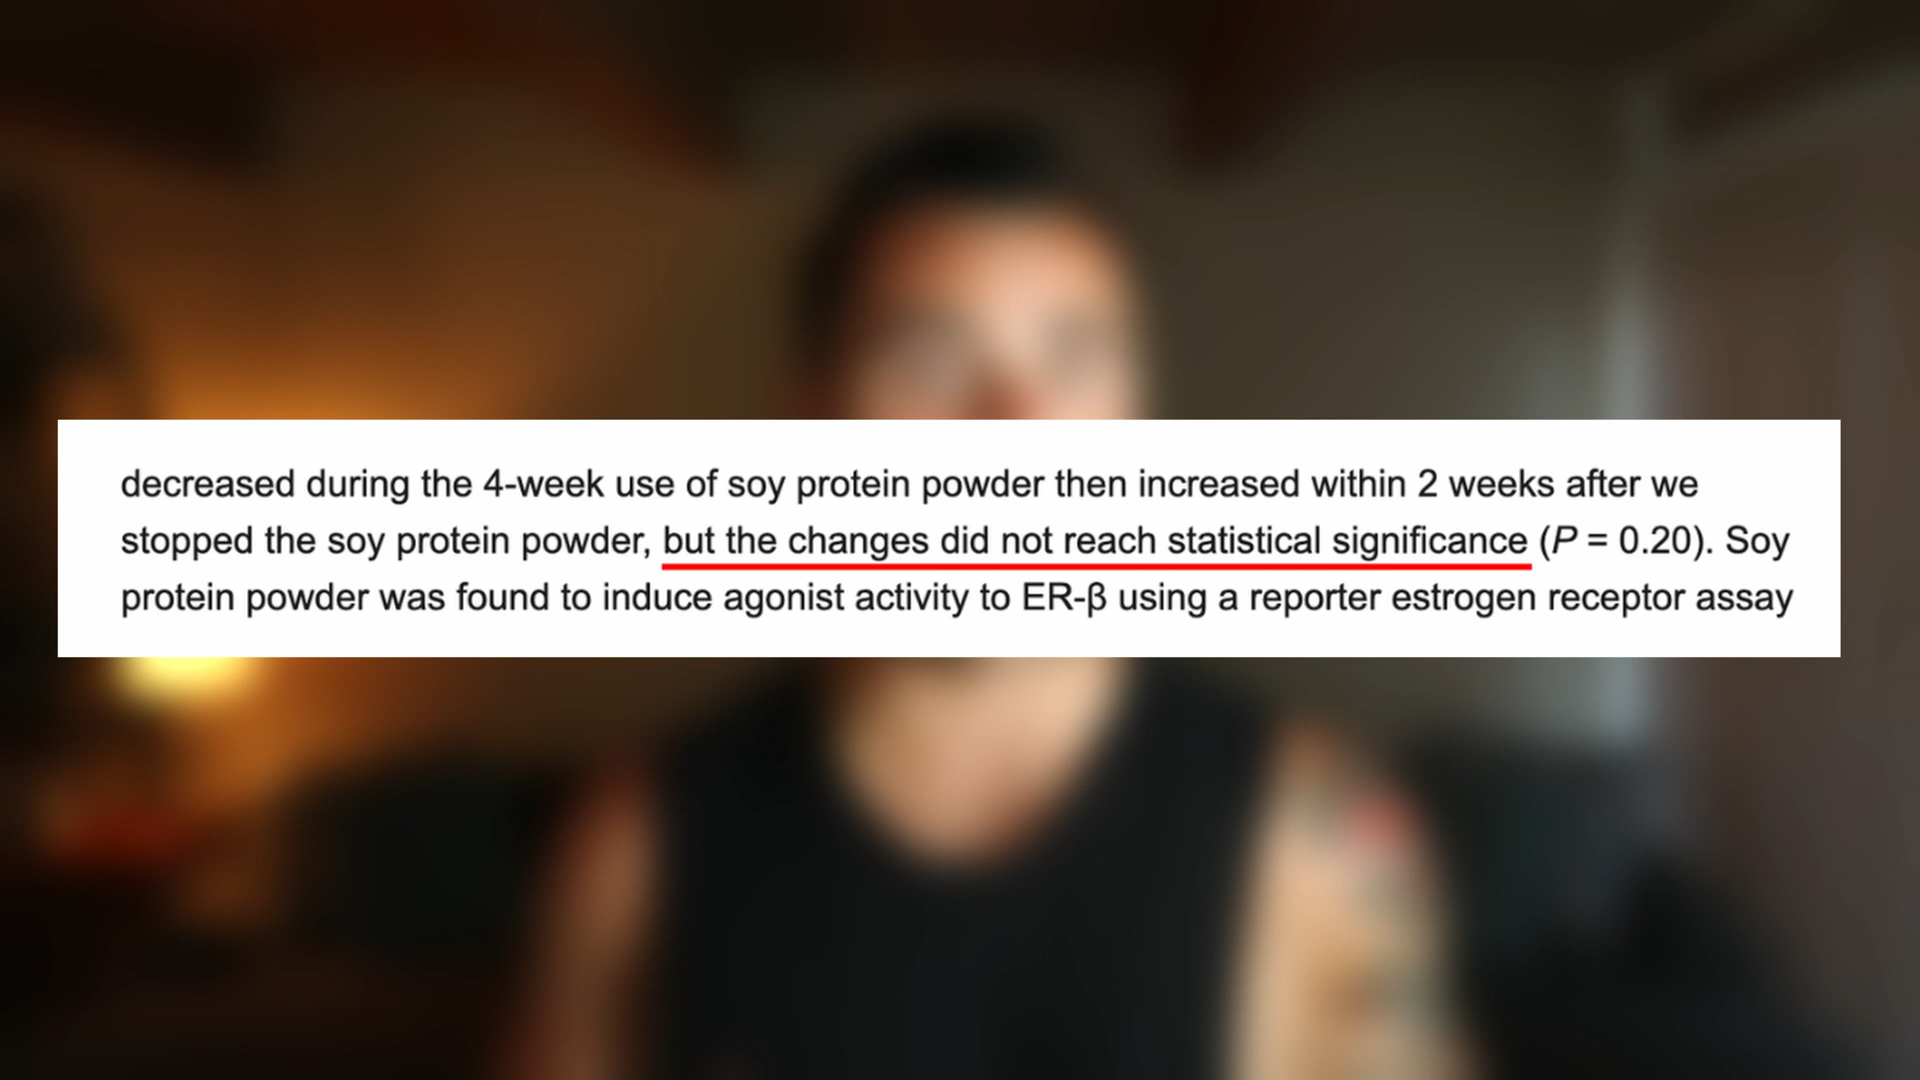 decreased during the 4-week use of soy protein powder then increased within 2 weeks after we
stopped the soy protein powder, but the changes did not reach statistical significance (P = 0.20). Soy
protein powder was found to induce agonist activity to ER-β using a reporter estrogen receptor assay